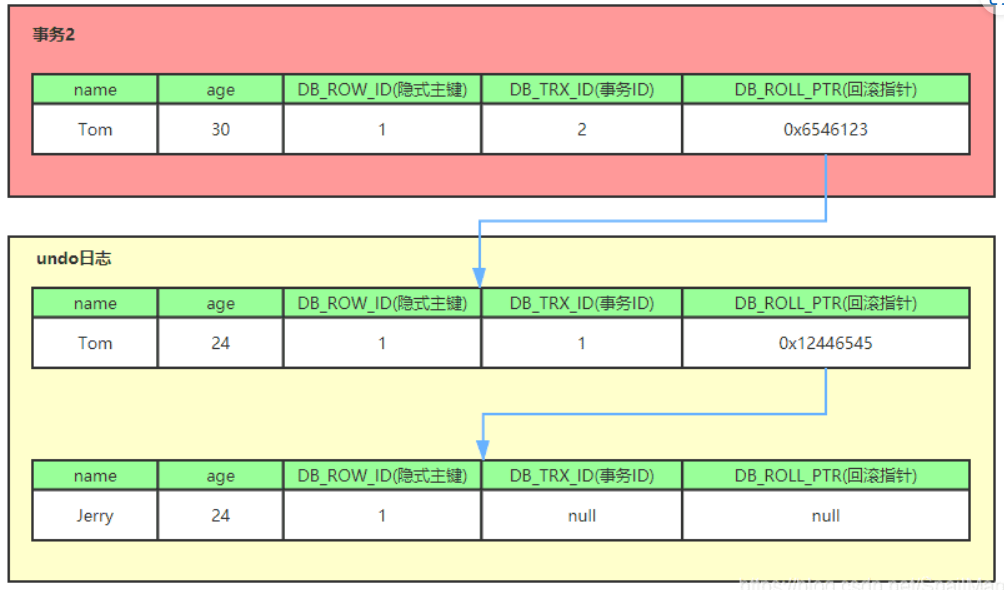 事务2
name age DB_ROW_ID(隐式主键) DB_TRX_ID(事务ID) DB_ROLL_PTR(回滚指针)
Tom 30 1 2 0x6546123
undo日志
name age DB_ROW_ID(隐式主键) DB_TRX_ID(事务ID) DB_ROLL_PTR(回滚指针)
Tom 24 1 1 0x12446545
name age DB_ROW_ID(隐式主键) DB_TRX_ID(事务ID) DB_ROLL_PTR(回滚指针)
Jerry 24 1 null null